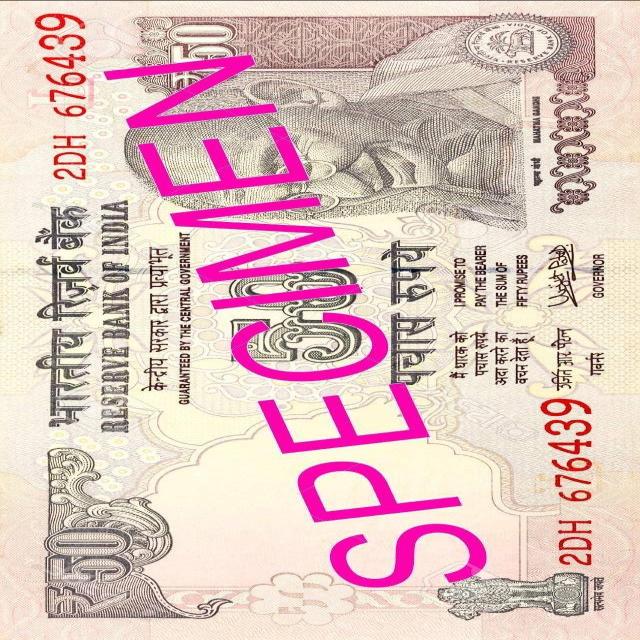 भारतीय रिज़र्व बैंक
RESERVE BANK OF INDIA
केन्द्रीय सरकार द्वारा प्रत्याभूत
GUARANTEED BY THE CENTRAL GOVERNMENT
2DH 676439
₹50
50
पचास रुपये
मैं धारक को
पचास रुपये
अदा करने का
वचन देता हूँ।
I PROMISE TO
PAY THE BEARER
THE SUM OF
FIFTY RUPEES
उर्जित आर. पटेल
गवर्नर
GOVERNOR
₹50
महात्मा गांधी
MAHATMA GANDHI
सत्यमेव जयते
2DH 676439
SPECIMEN